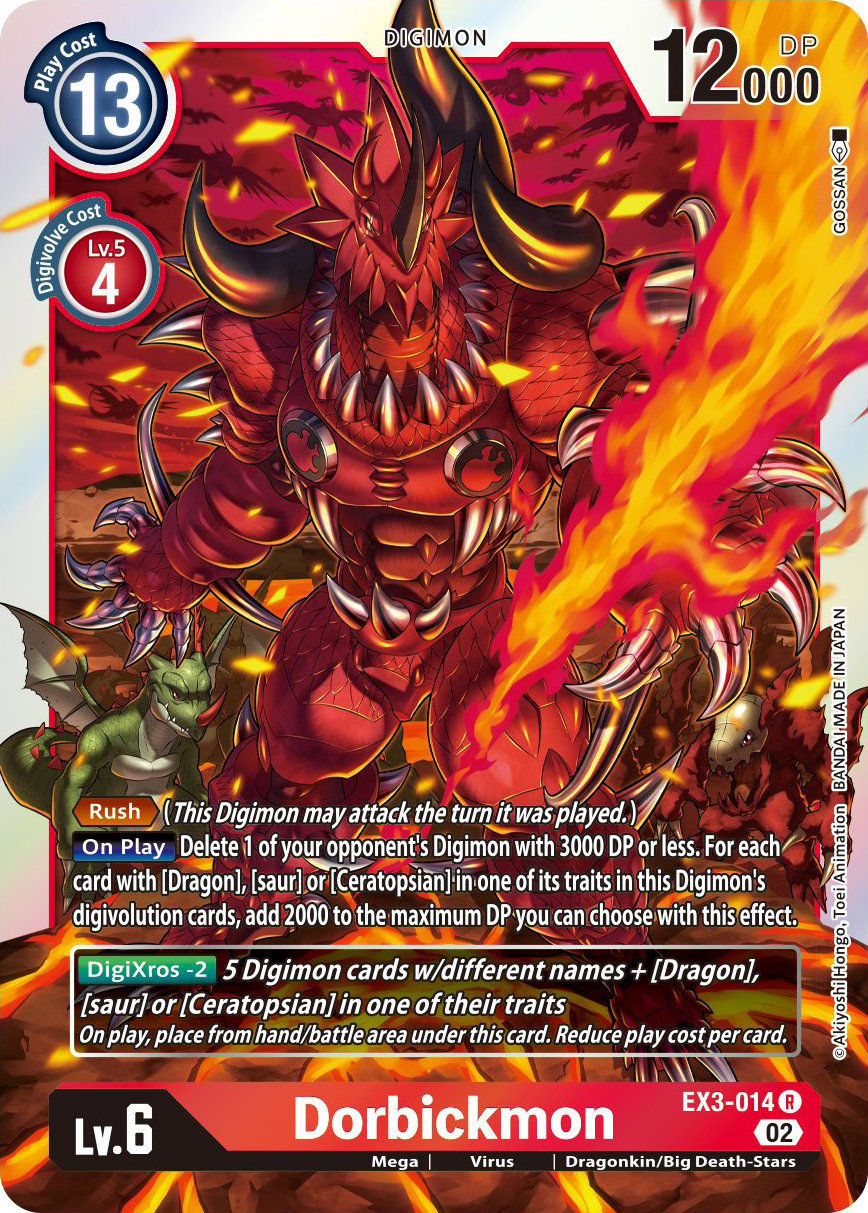 DIGIMON
Play Cost
13
12000
DP
Digivolve Cost
Lv.5
4
GOSSAN
Rush (This Digimon may attack the turn it was played.)
On Play Delete 1 of your opponent's Digimon with 3000 DP or less. For each
card with [Dragon], [saur] or [Ceratopsian] in one of its traits in this Digimon's
digivolution cards, add 2000 to the maximum DP you can choose with this effect.
DigiXros -2 5 Digimon cards w/different names + [Dragon],
[saur] or [Ceratopsian] in one of their traits
On play, place from hand/battle area under this card. Reduce play cost per card.
©Akiyoshi Hongo, Toei Animation BANDAI MADE IN JAPAN
Lv.6
Dorbickmon
EX3-014 R
02
Mega | Virus | Dragonkin/Big Death-Stars